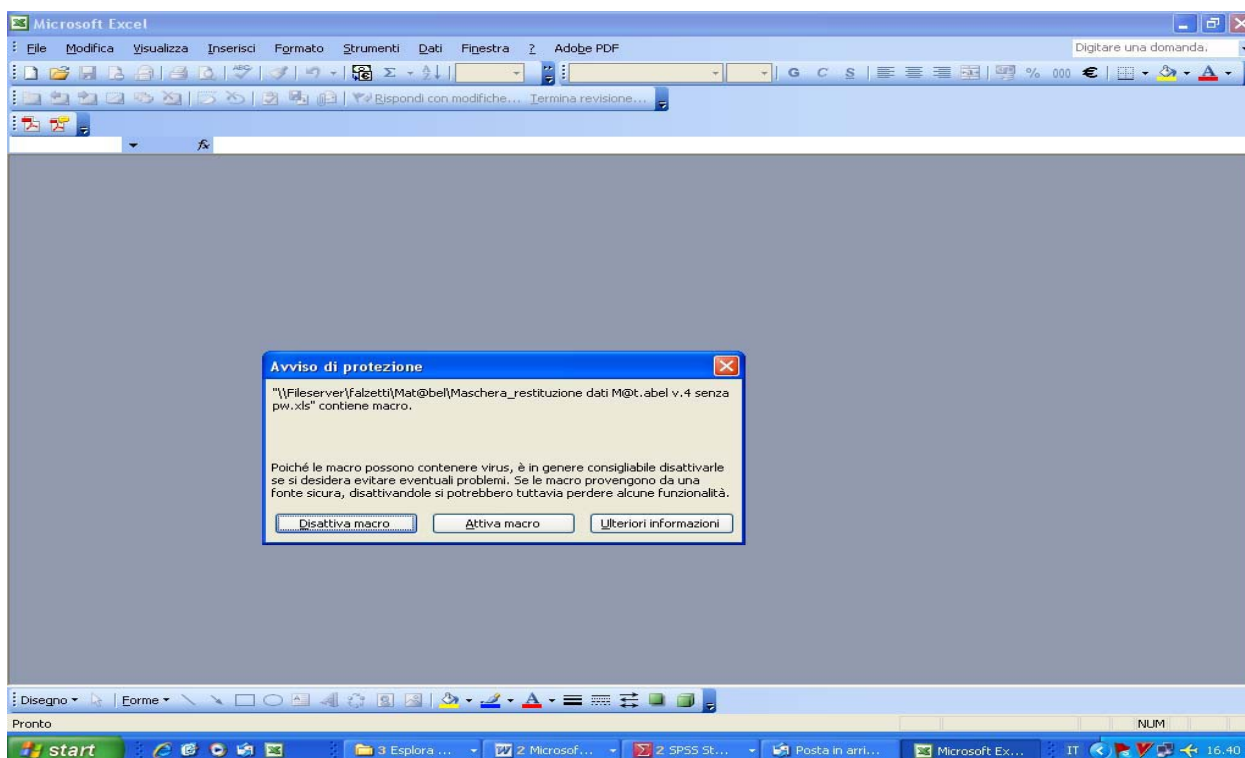 Microsoft Excel
File Modifica Visualizza Inserisci Formato Strumenti Dati Finestra ? Adobe PDF Digitare una domanda.
G C S % 000 €
Rispondi con modifiche... Termina revisione...
fx
Avviso di protezione
"\\Fileserver\falzetti\Mat@bel\Maschera_restituzione dati M@t.abel v.4 senza
pw.xls" contiene macro.
Poiché le macro possono contenere virus, è in genere consigliabile disattivarle
se si desidera evitare eventuali problemi. Se le macro provengono da una
fonte sicura, disattivandole si potrebbero tuttavia perdere alcune funzionalità.
Disattiva macro Attiva macro Ulteriori informazioni
Disegno Forme
Pronto NUM
start 3 Esplora ... 2 Microsof... 2 SPSS St... Posta in arri... Microsoft Ex... IT 16.40